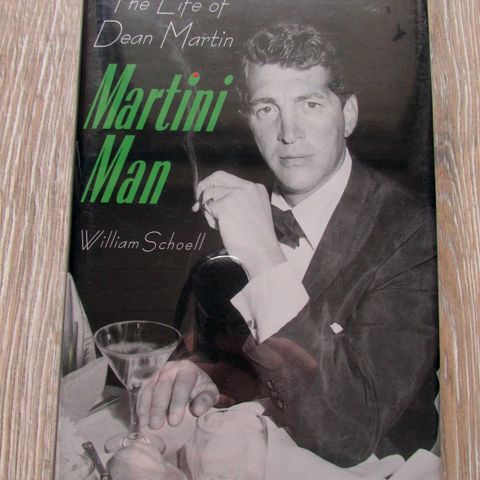 The Life of
Dean Martin
Martini
Man
William Schoell